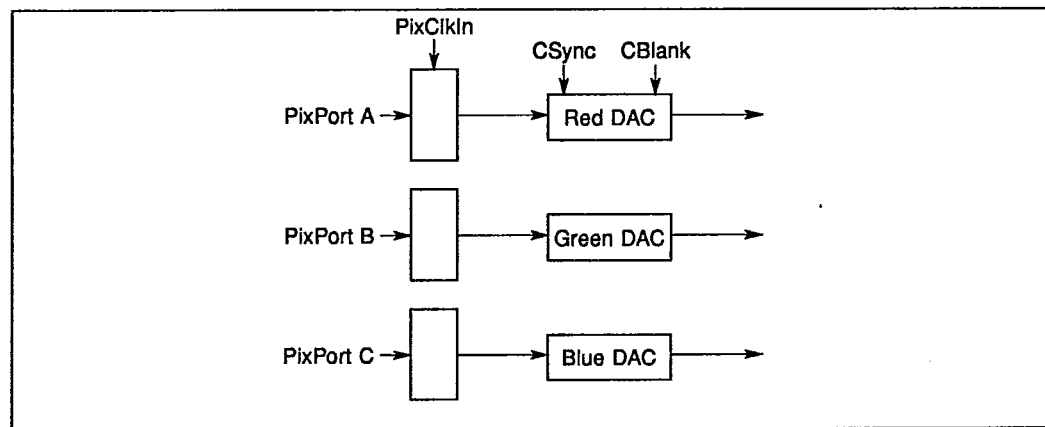 PixClkIn
CSync CBlank
PixPort A Red DAC
PixPort B Green DAC
PixPort C Blue DAC